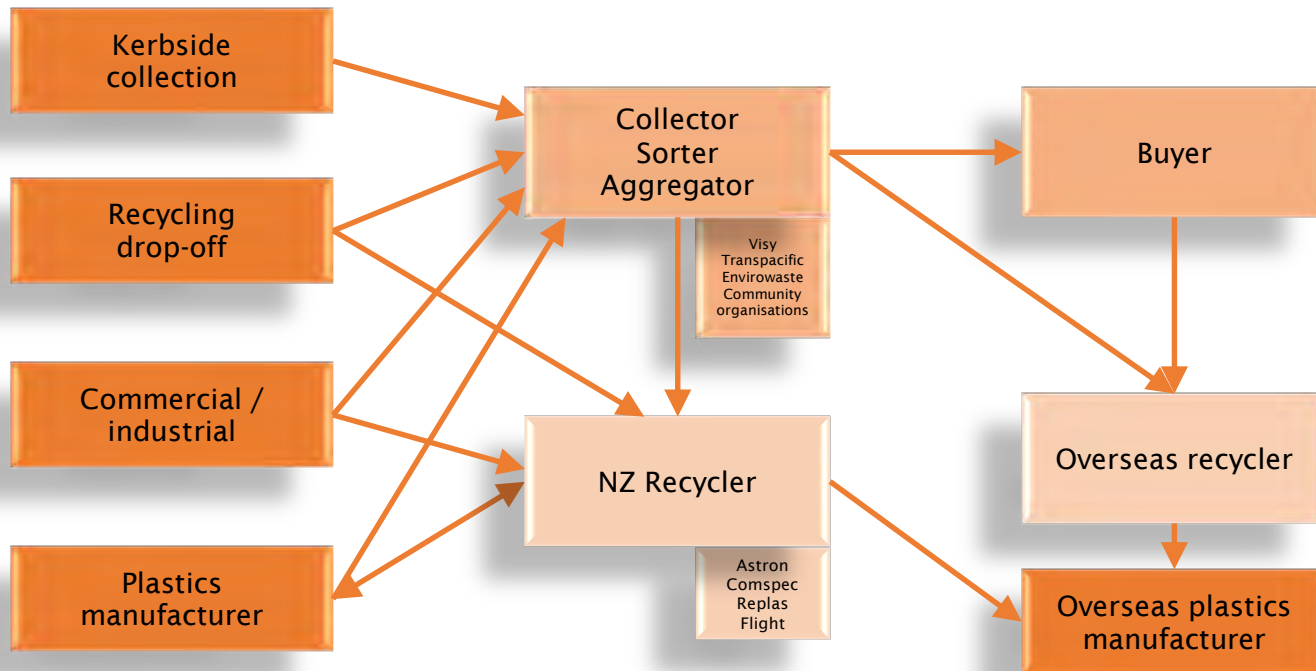 Kerbside
collection
Recycling
drop-off
Commercial /
industrial
Plastics
manufacturer
Collector
Sorter
Aggregator
Visy
Transpacific
Envirowaste
Community
organisations
NZ Recycler
Astron
Comspec
Replas
Flight
Buyer
Overseas recycler
Overseas plastics
manufacturer